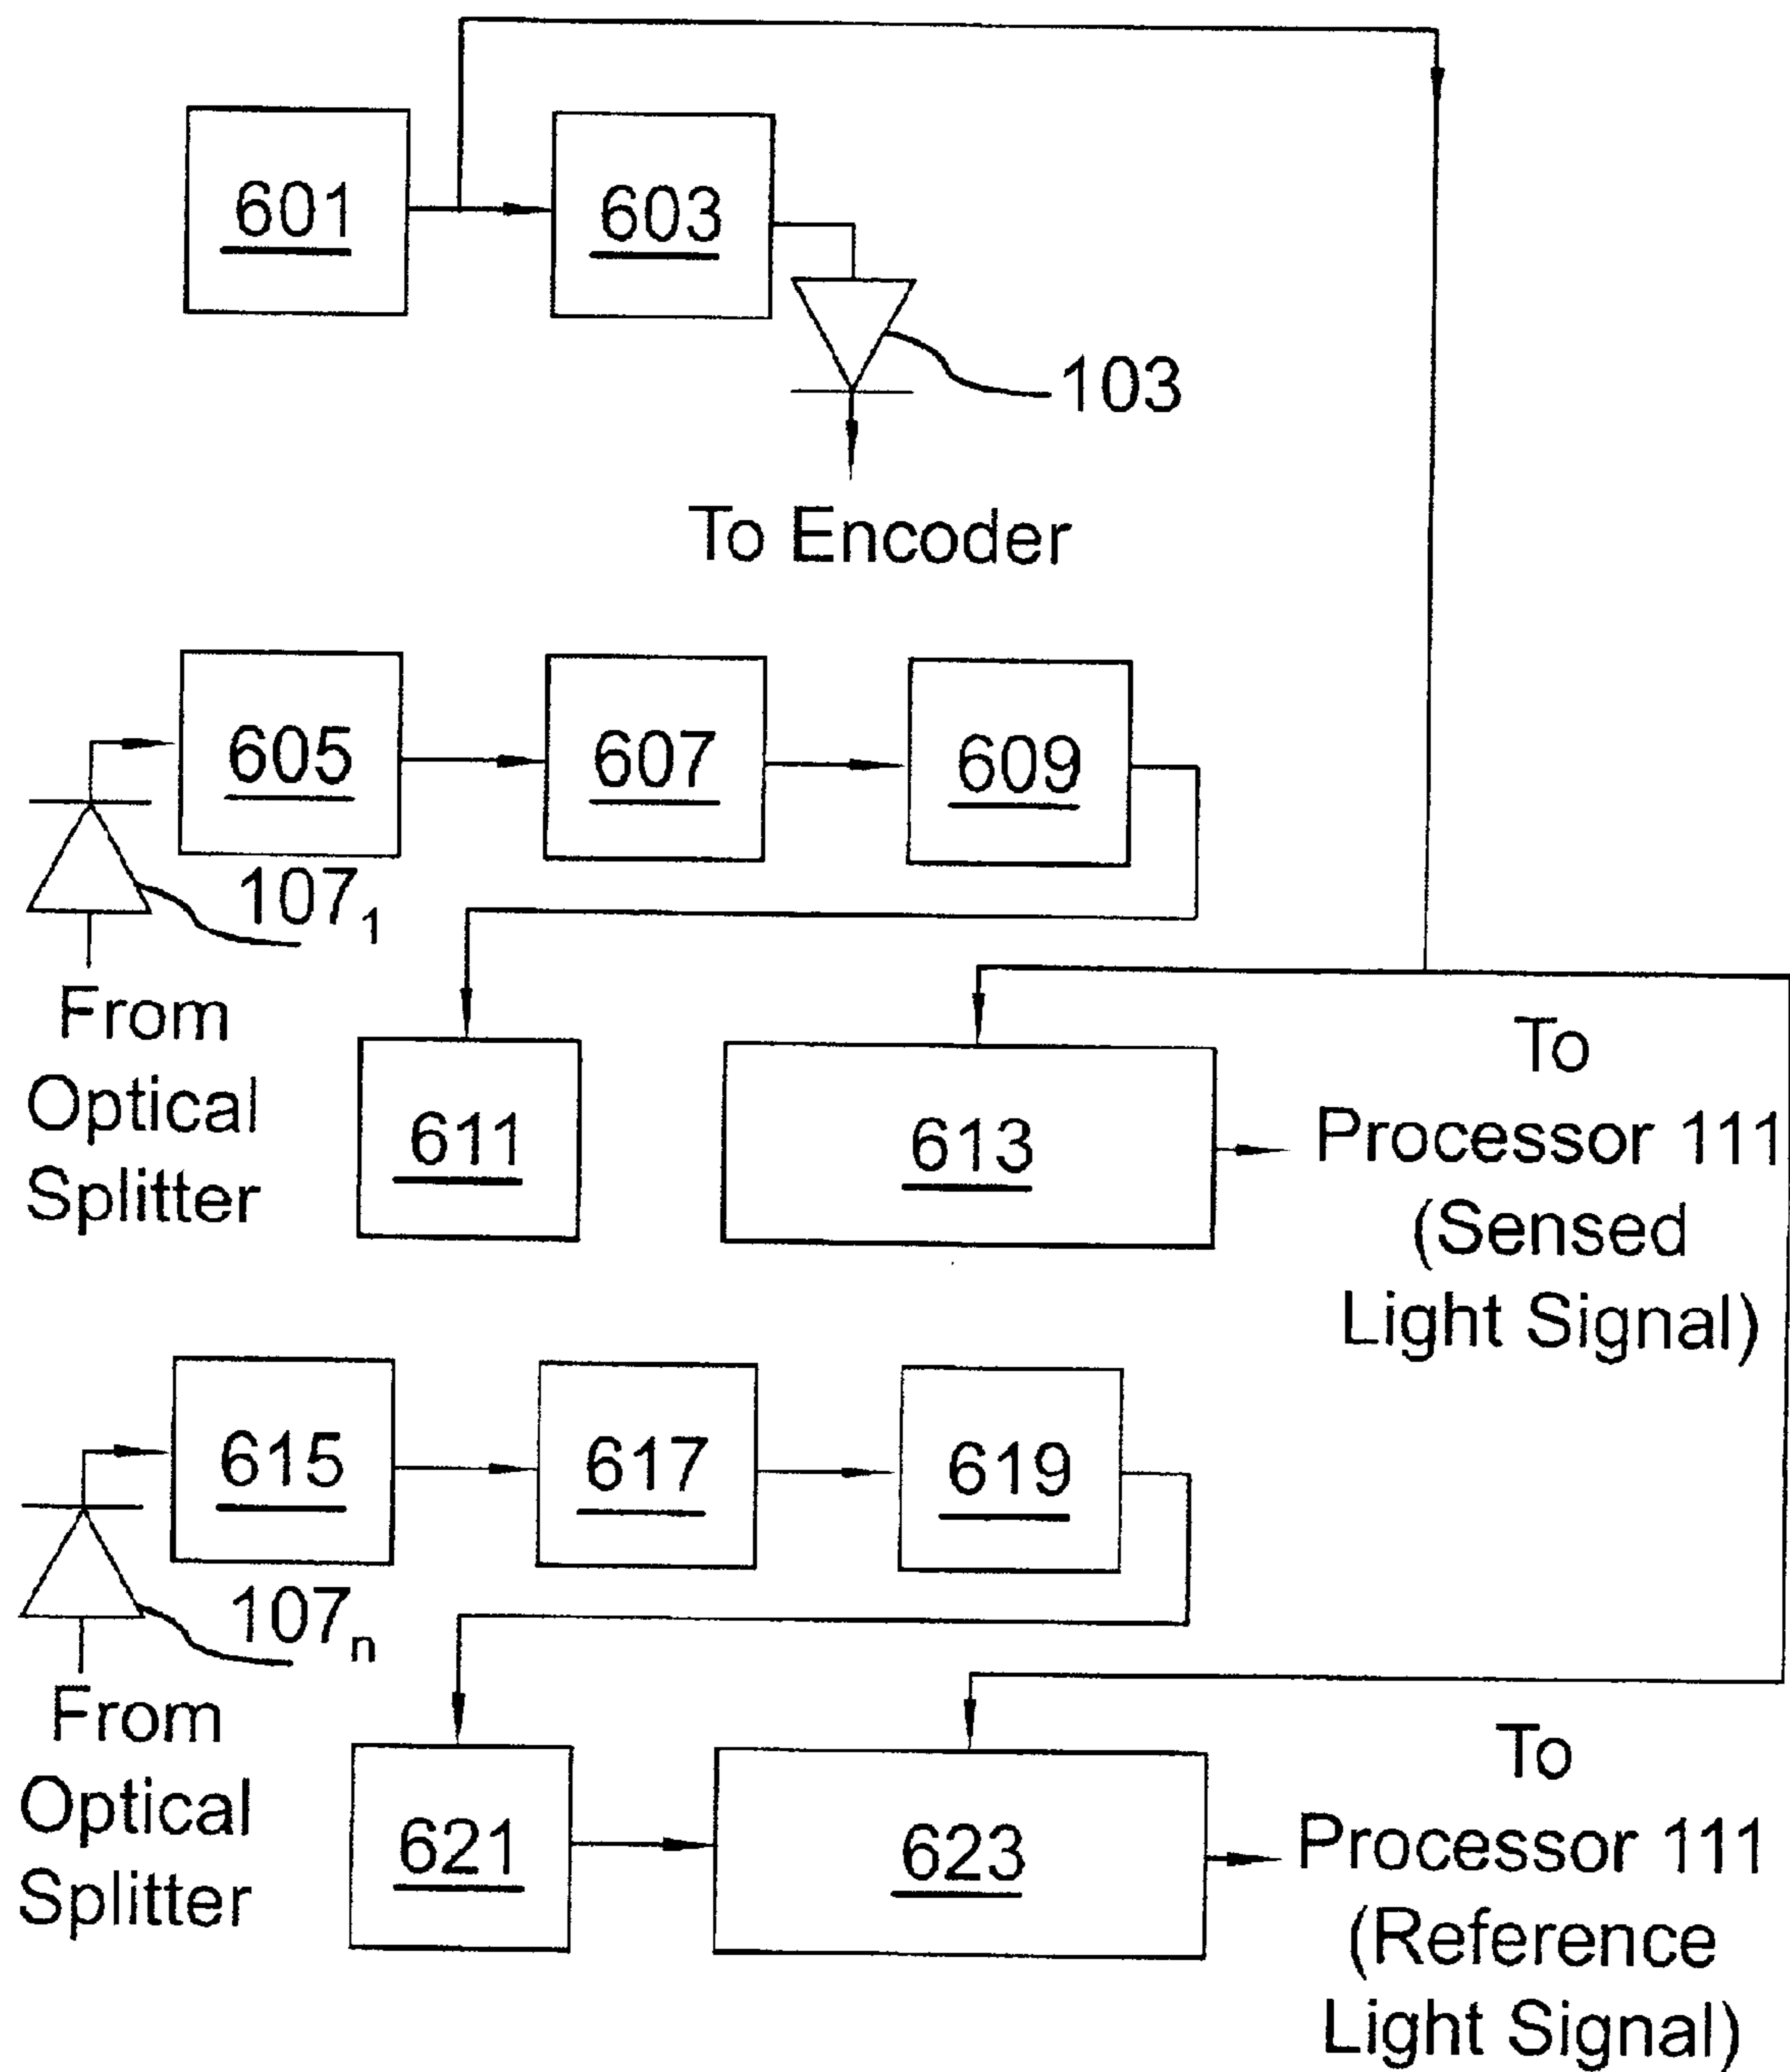 601
603
103
To Encoder
605
607
609
107₁
From
Optical
Splitter
611
613
To
Processor 111
(Sensed
Light Signal)
615
617
619
107ₙ
From
Optical
Splitter
621
623
To
Processor 111
(Reference
Light Signal)